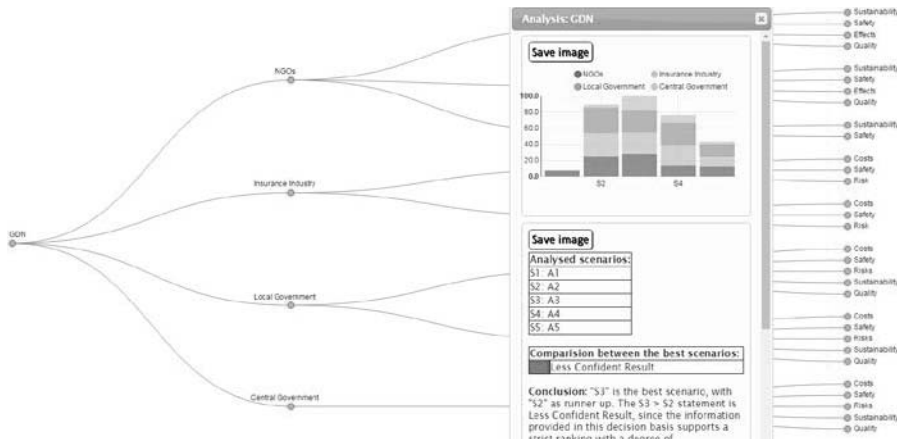 GDN
NGOs
Insurance Industry
Local Government
Central Government
Analysis: GDN
Save image
NGOs
Insurance Industry
Local Government
Central Government
100.0
80.0
60.0
40.0
20.0
0.0
S2
S4
Save image
Analysed scenarios:
S1: A1
S2: A2
S3: A3
S4: A4
S5: A5
Comparision between the best scenarios:
Less Confident Result
Conclusion: "S3" is the best scenario, with
"S2" as runner up. The S3 > S2 statement is
Less Confident Result, since the information
provided in this decision basis supports a
strict ranking with a degree of
Sustainability
Safety
Effects
Quality
Sustainability
Safety
Effects
Quality
Sustainability
Safety
Costs
Safety
Risk
Costs
Safety
Risk
Costs
Safety
Risks
Sustainability
Quality
Costs
Safety
Risks
Sustainability
Quality
Costs
Safety
Risks
Sustainability
Quality